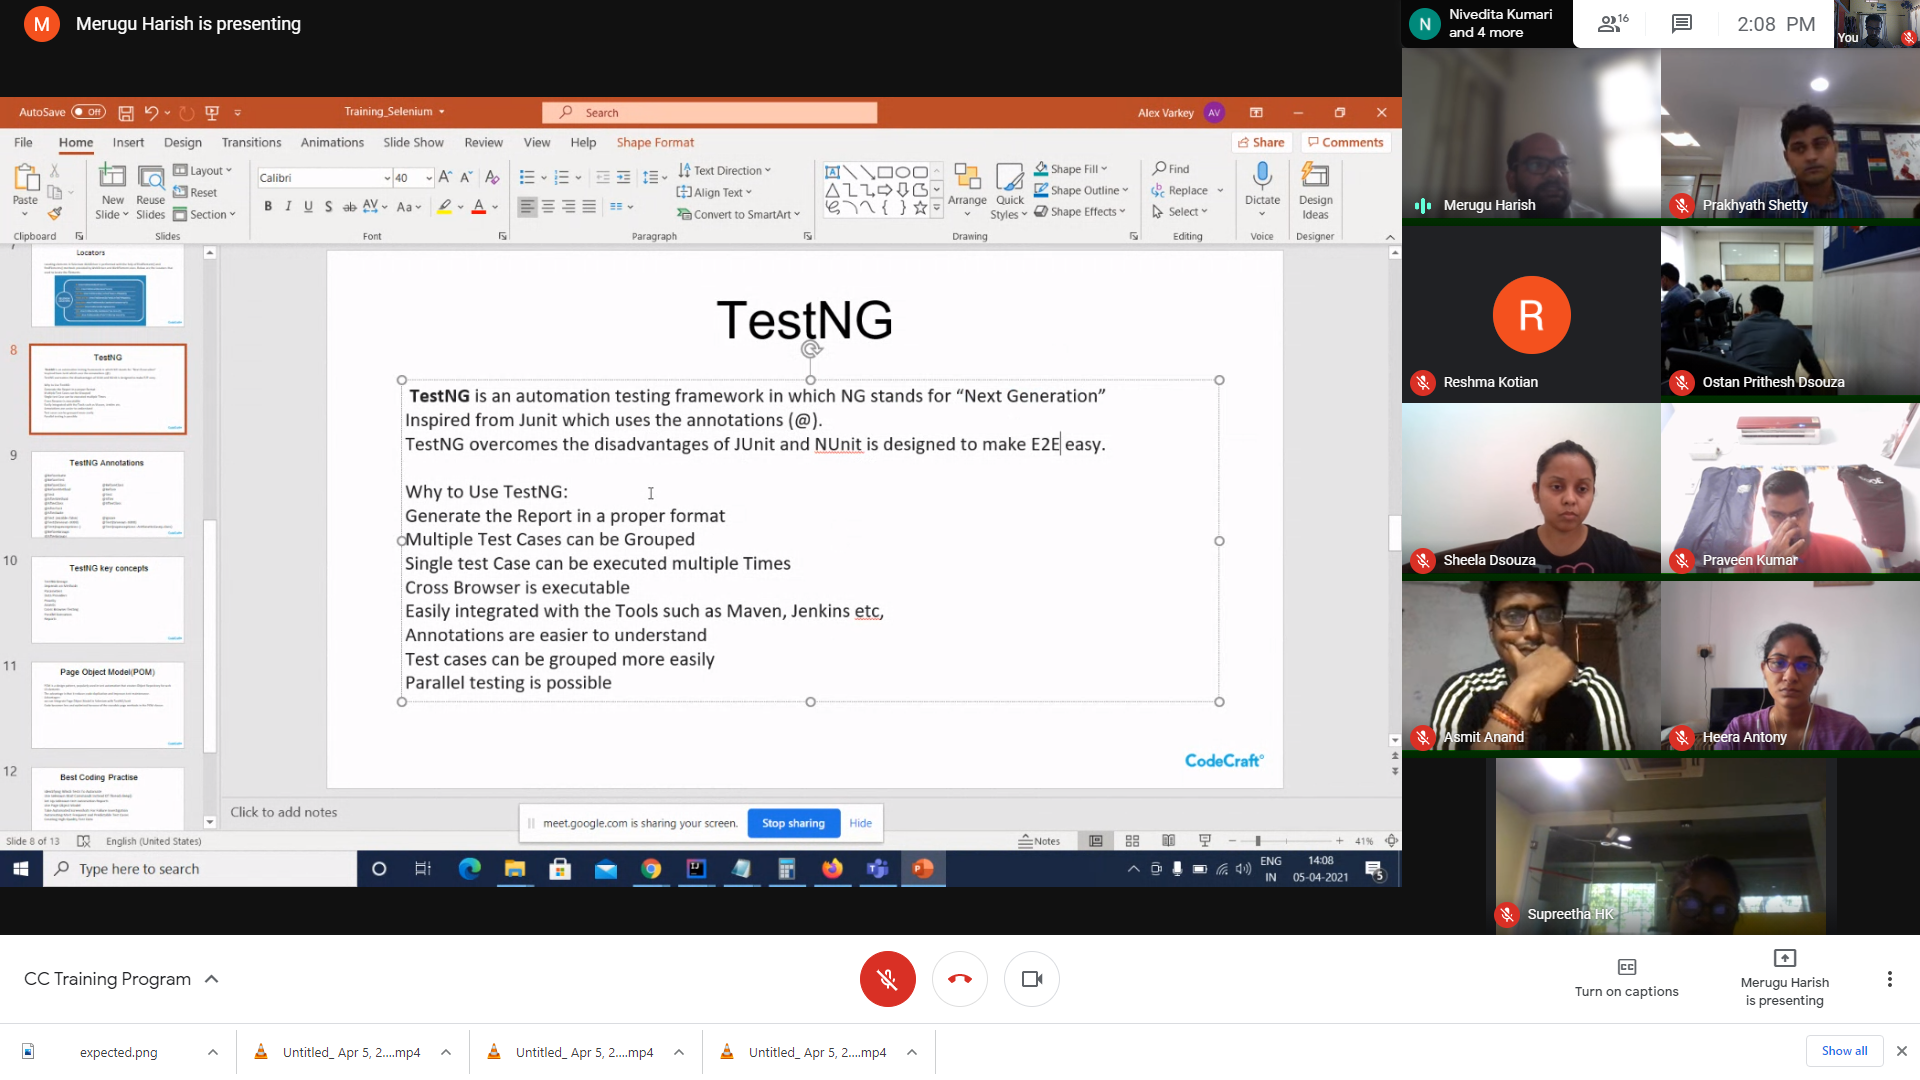 M
Merugu Harish is presenting
N
Nivedita Kumari
and 4 more
16
2:08 PM
You
AutoSave
Off
Training_Selenium
Search
Alex Varkey
AV
File
Home
Insert
Design
Transitions
Animations
Slide Show
Review
View
Help
Shape Format
Share
Comments
Paste
New
Slide
Reuse
Slides
Layout
Reset
Section
Calibri
40
B I U S ab AV Aa A
Text Direction
Align Text
Convert to SmartArt
Arrange
Quick
Styles
Shape Fill
Shape Outline
Shape Effects
Find
Replace
Select
Dictate
Design
Ideas
Clipboard
Slides
Font
Paragraph
Drawing
Editing
Voice
Designer
Locators
8
TestNG
9
TestNG Annotations
10
TestNG key concepts
11
Page Object Model(POM)
12
Best Coding Practise
TestNG
TestNG is an automation testing framework in which NG stands for “Next Generation”
Inspired from Junit which uses the annotations (@).
TestNG overcomes the disadvantages of JUnit and NUnit is designed to make E2E easy.
Why to Use TestNG:
Generate the Report in a proper format
Multiple Test Cases can be Grouped
Single test Case can be executed multiple Times
Cross Browser is executable
Easily integrated with the Tools such as Maven, Jenkins etc,
Annotations are easier to understand
Test cases can be grouped more easily
Parallel testing is possible
CodeCraft
Click to add notes
meet.google.com is sharing your screen.
Stop sharing
Hide
Slide 8 of 13
English (United States)
Notes
41%
Type here to search
ENG
IN
14:08
05-04-2021
5
Merugu Harish
Prakhyath Shetty
R
Reshma Kotian
Ostan Prithesh Dsouza
Sheela Dsouza
Praveen Kumar
Asmit Anand
Heera Antony
Supreetha HK
CC Training Program
Turn on captions
Merugu Harish
is presenting
expected.png
Untitled_ Apr 5, 2....mp4
Untitled_ Apr 5, 2....mp4
Untitled_ Apr 5, 2....mp4
Show all